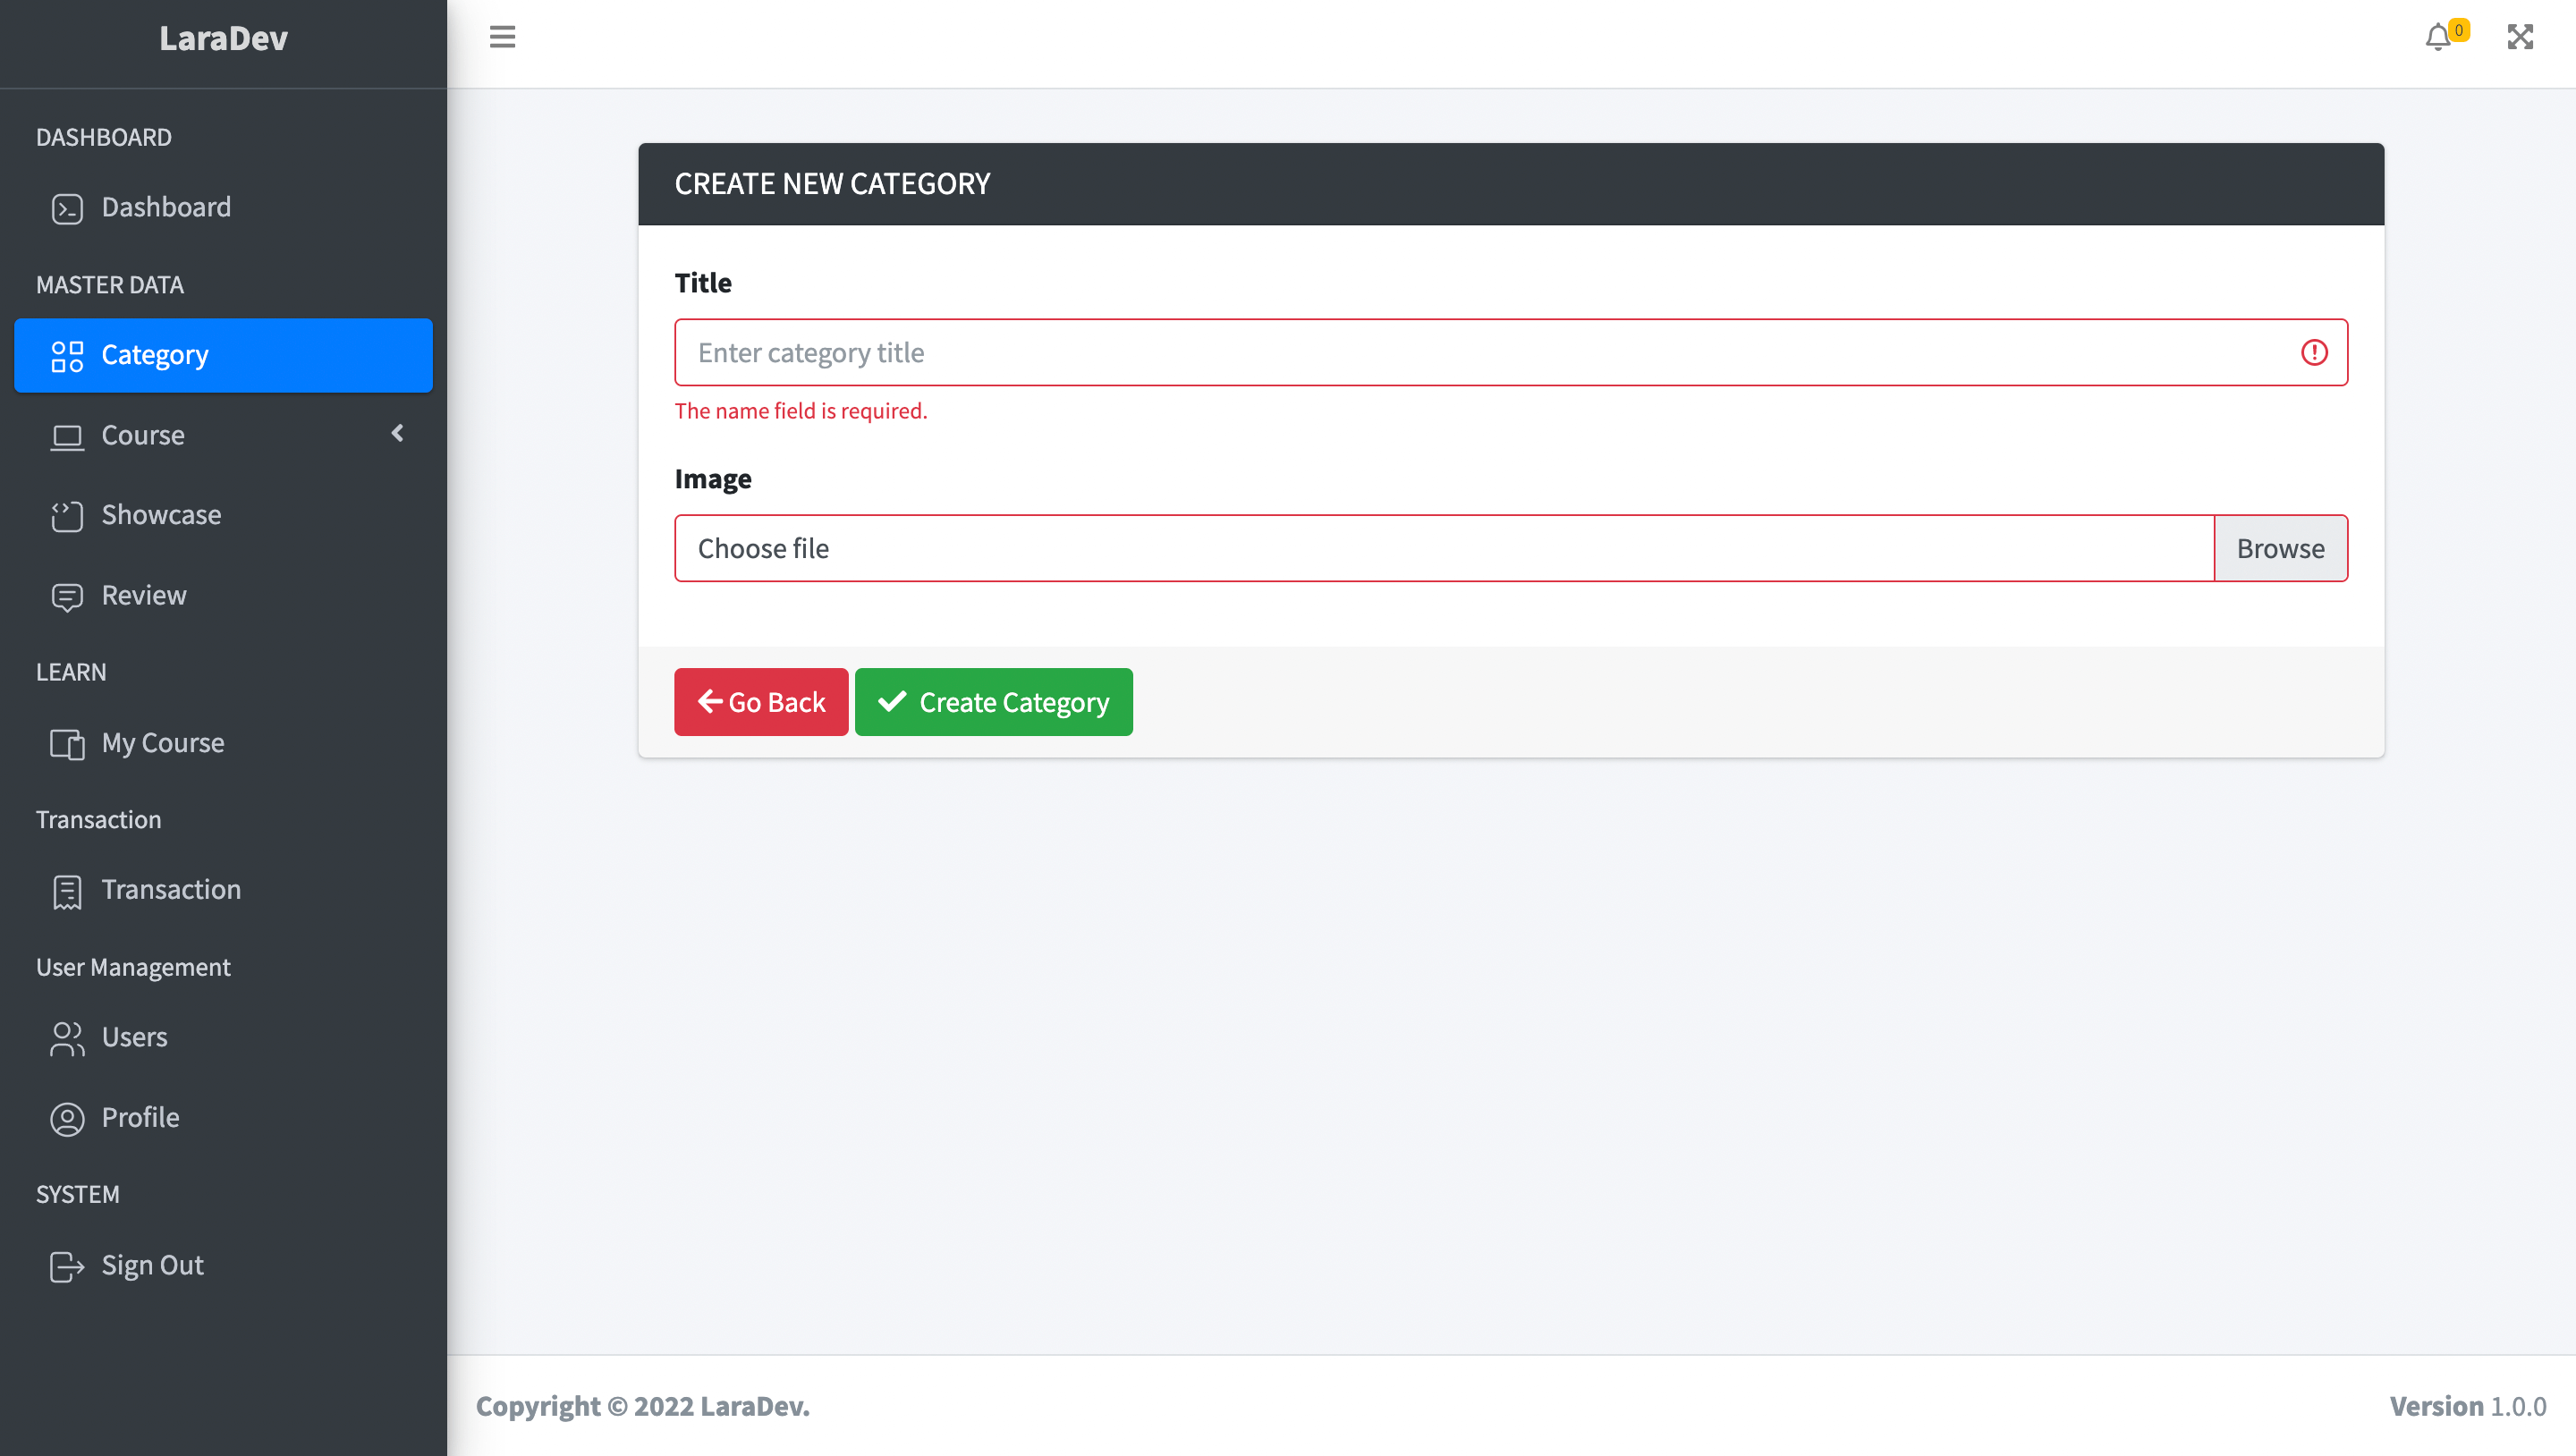 LaraDev
0
DASHBOARD
Dashboard
MASTER DATA
Category
Course
Showcase
Review
LEARN
My Course
Transaction
Transaction
User Management
Users
Profile
SYSTEM
Sign Out
CREATE NEW CATEGORY
Title
Enter category title
The name field is required.
Image
Choose file
Browse
Go Back
Create Category
Copyright © 2022 LaraDev.
Version 1.0.0